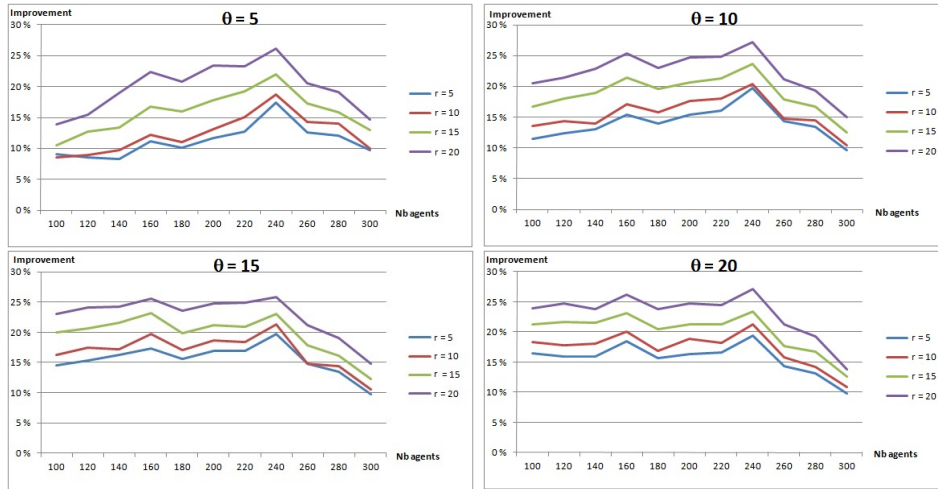 Improvement
θ = 5
30 %
25 %
20 %
15 %
10 %
5 %
0 %
r = 5
r = 10
r = 15
r = 20
Nb agents
100 120 140 160 180 200 220 240 260 280 300
Improvement
θ = 10
30 %
25 %
20 %
15 %
10 %
5 %
0 %
r = 5
r = 10
r = 15
r = 20
Nb agents
100 120 140 160 180 200 220 240 260 280 300
Improvement
θ = 15
30 %
25 %
20 %
15 %
10 %
5 %
0 %
r = 5
r = 10
r = 15
r = 20
100 120 140 160 180 200 220 240 260 280 300
Nb agents
Improvement
θ = 20
30 %
25 %
20 %
15 %
10 %
5 %
0 %
r = 5
r = 10
r = 15
r = 20
100 120 140 160 180 200 220 240 260 280 300
Nb agents